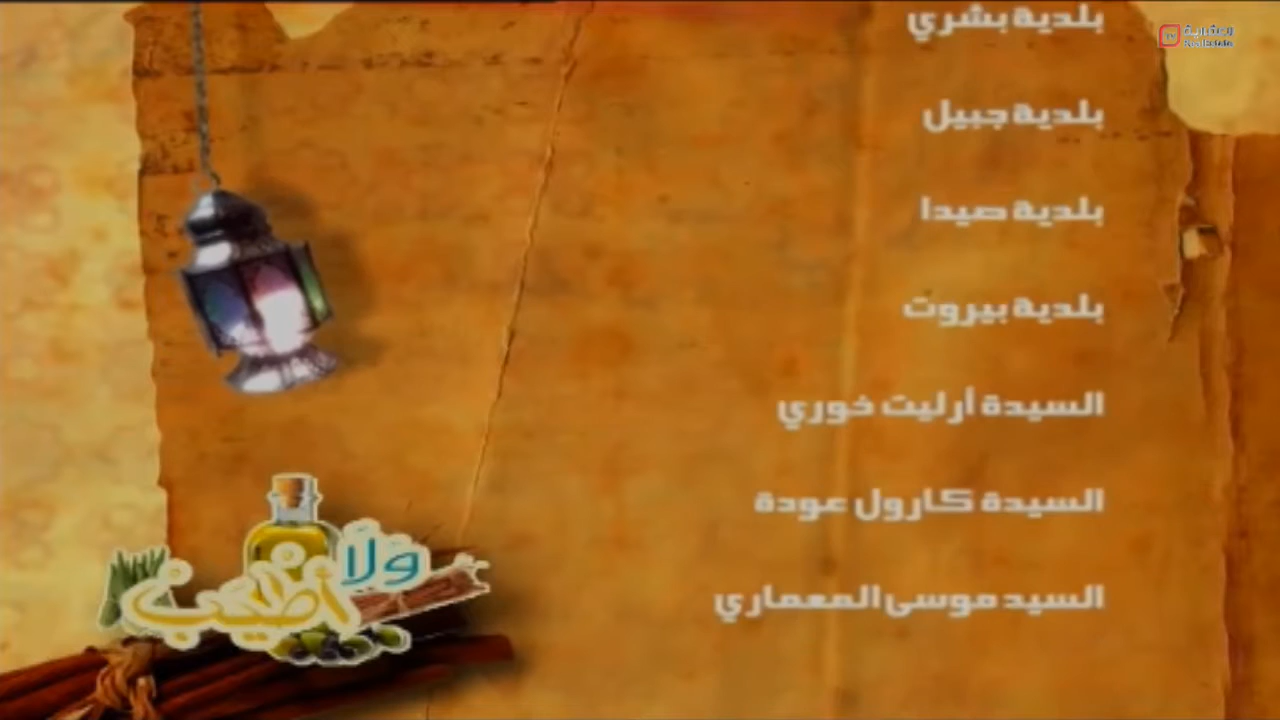 بلدية بشري
بلدية جبيل
بلدية صيدا
بلدية بيروت
السيدة أرليت خوري
السيدة كارول عودة
السيد موسى المعماري
ولا أطيب